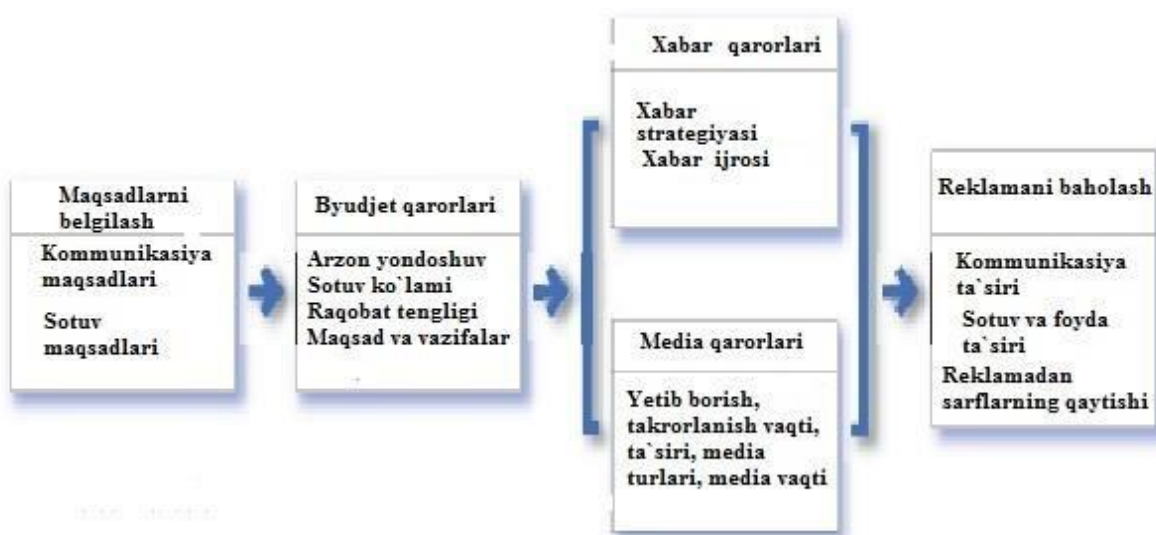 Maqsadlarni
belgilash
Kommunikasiya
maqsadlari
Sotuv
maqsadlari
Byudjet qarorlari
Arzon yondoshuv
Sotuv ko`lami
Raqobat tengligi
Maqsad va vazifalar
Xabar qarorlari
Xabar
strategiyasi
Xabar ijrosi
Media qarorlari
Yetib borish,
takrorlanish vaqti,
ta`siri, media
turlari, media vaqti
Reklamani baholash
Kommunikasiya
ta`siri
Sotuv va foyda
ta`siri
Reklamadan
sarflarning qaytishi